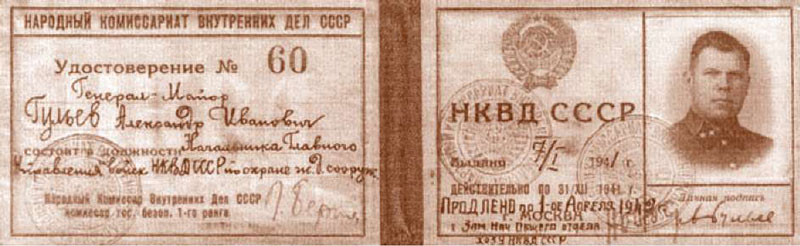 НАРОДНЫЙ КОМИССАРИАТ ВНУТРЕННИХ ДЕЛ СССР
Удостоверение № 60
Генерал-Майор
Гульев Александр Иванович
состоит в должности Начальника Главного
Управления войск НКВД СССР по охране ж.д. сооруж.
Народный Комиссар Внутренних Дел СССР
комиссар гос. безоп. 1-го ранга
НКВД СССР
Выдано 7/I 1941 г.
ДЕЙСТВИТЕЛЬНО ПО 31 XII 1941 г.
ПРОДЛЕНО по 1-ое Апреля 1942
г. МОСКВА
Зам Нач Общего отдела
ХОЗУ НКВД СССР
Личная подпись